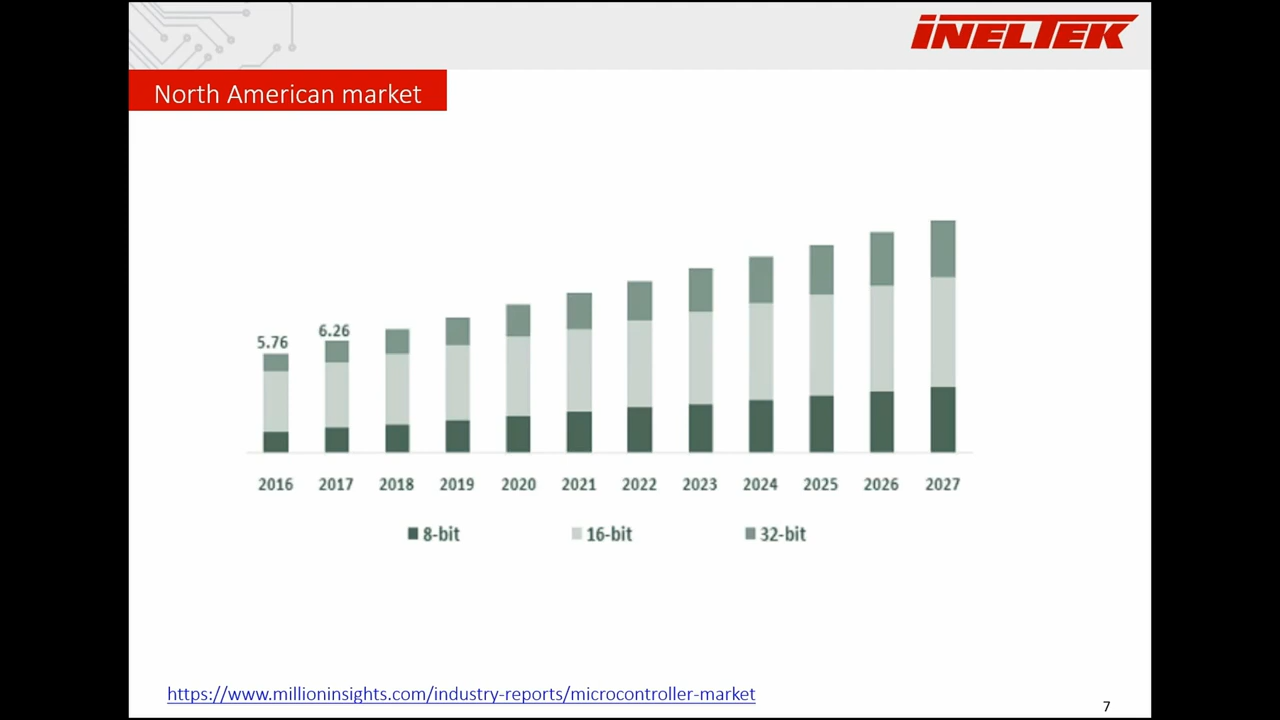 iNELTEK
North American market
5.76
6.26
2016 2017 2018 2019 2020 2021 2022 2023 2024 2025 2026 2027
8-bit 16-bit 32-bit
https://www.millioninsights.com/industry-reports/microcontroller-market
7